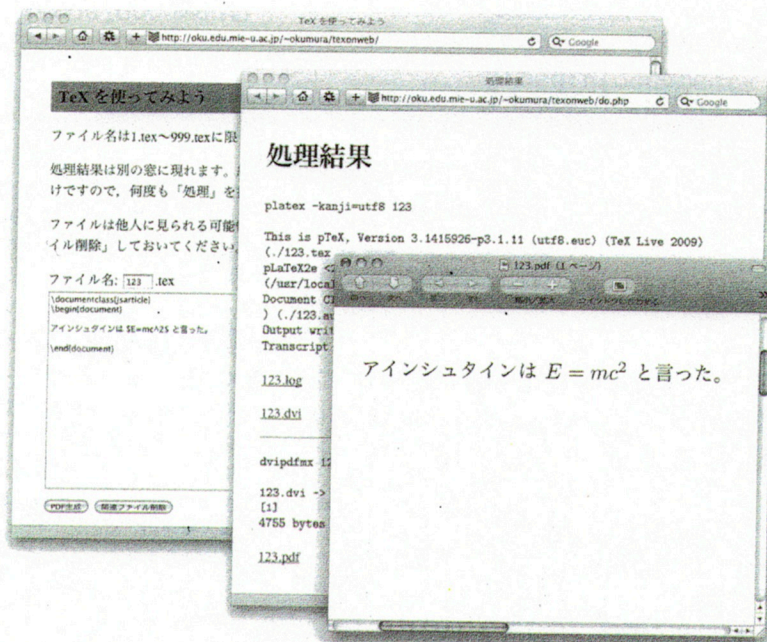 TeX を使ってみよう
http://oku.edu.mie-u.ac.jp/~okumura/texonweb/
Google
TeX を使ってみよう
ファイル名は1.tex〜999.texに限
処理結果は別の窓に現れます。
けですので，何度も「処理」を
ファイルは他人に見られる可能
イル削除」しておいてください
ファイル名: 123 .tex
\documentclass{jsarticle}
\begin{document}
アインシュタインは $E=mc^2$ と言った。
\end{document}
PDF生成
関連ファイル削除
処理結果
http://oku.edu.mie-u.ac.jp/~okumura/texonweb/do.php
Google
処理結果
platex -kanji=utf8 123
This is pTeX, Version 3.1415926-p3.1.11 (utf8.euc) (TeX Live 2009)
(./123.tex
pLaTeX2e <2
(/usr/local
Document Cl
) (./123.au
Output writ
Transcript
123.log
123.dvi
dvipdfmx 12
123.dvi ->
[1]
4755 bytes
123.pdf
123.pdf (1 ページ)
アインシュタインは E = mc² と言った。